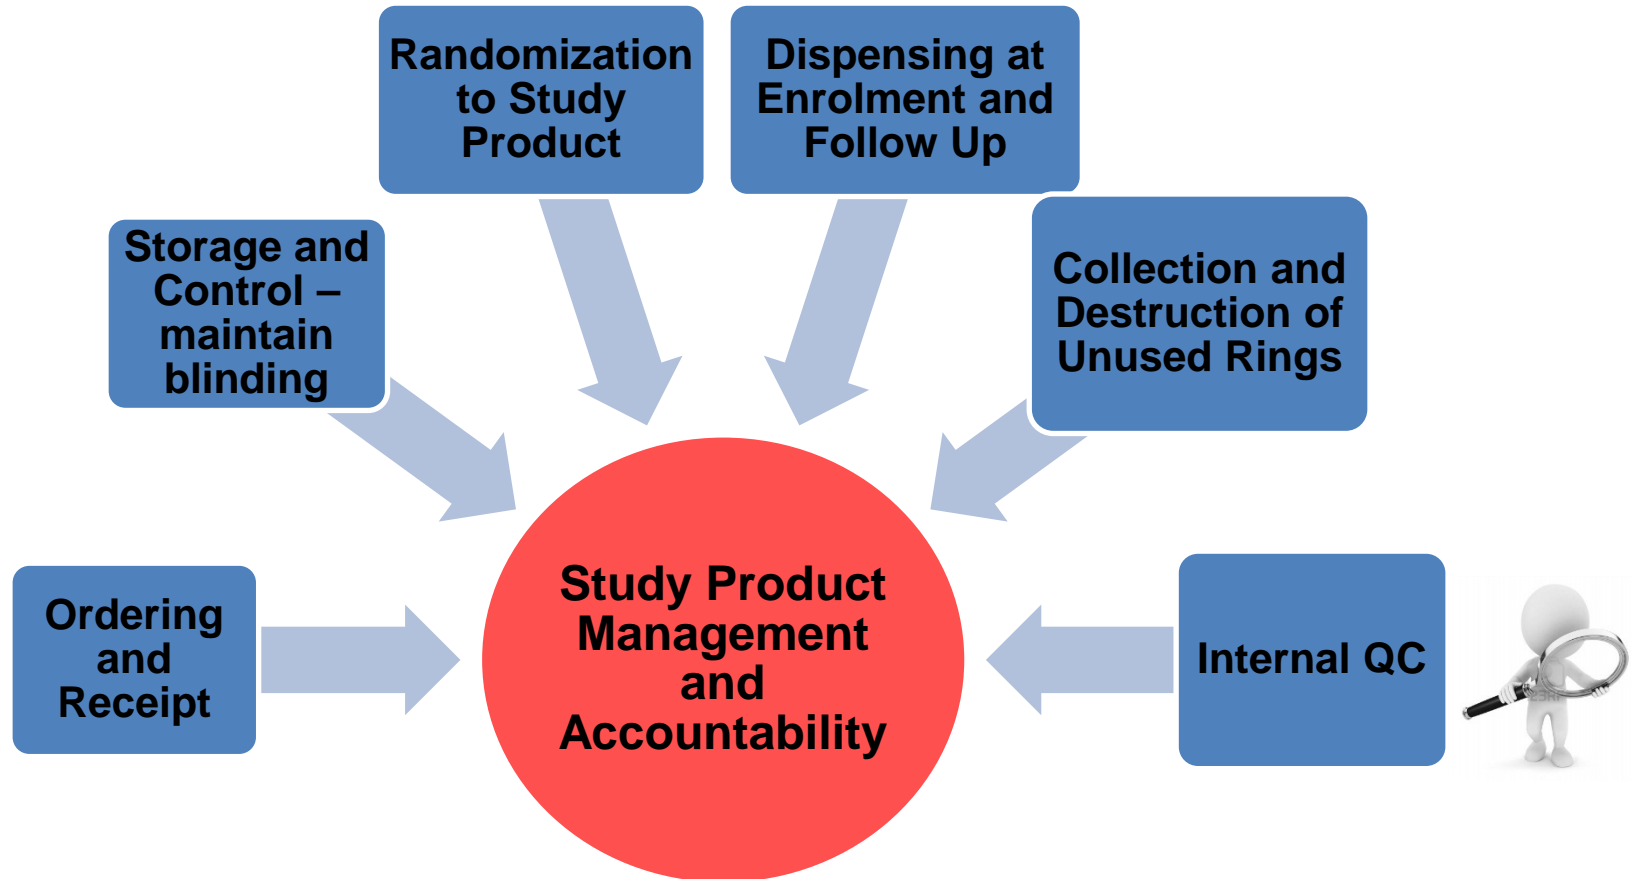 Randomization
to Study
Product
Dispensing at
Enrolment and
Follow Up
Storage and
Control –
maintain
blinding
Collection and
Destruction of
Unused Rings
Ordering
and
Receipt
Study Product
Management
and
Accountability
Internal QC